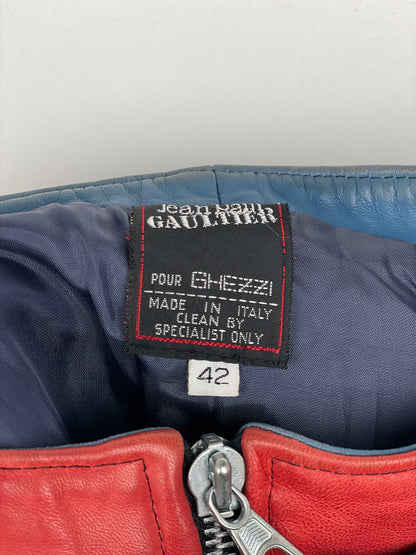 Jean Paul
GAULTIER
POUR GHEZZI
MADE IN ITALY
CLEAN BY
SPECIALIST ONLY
42